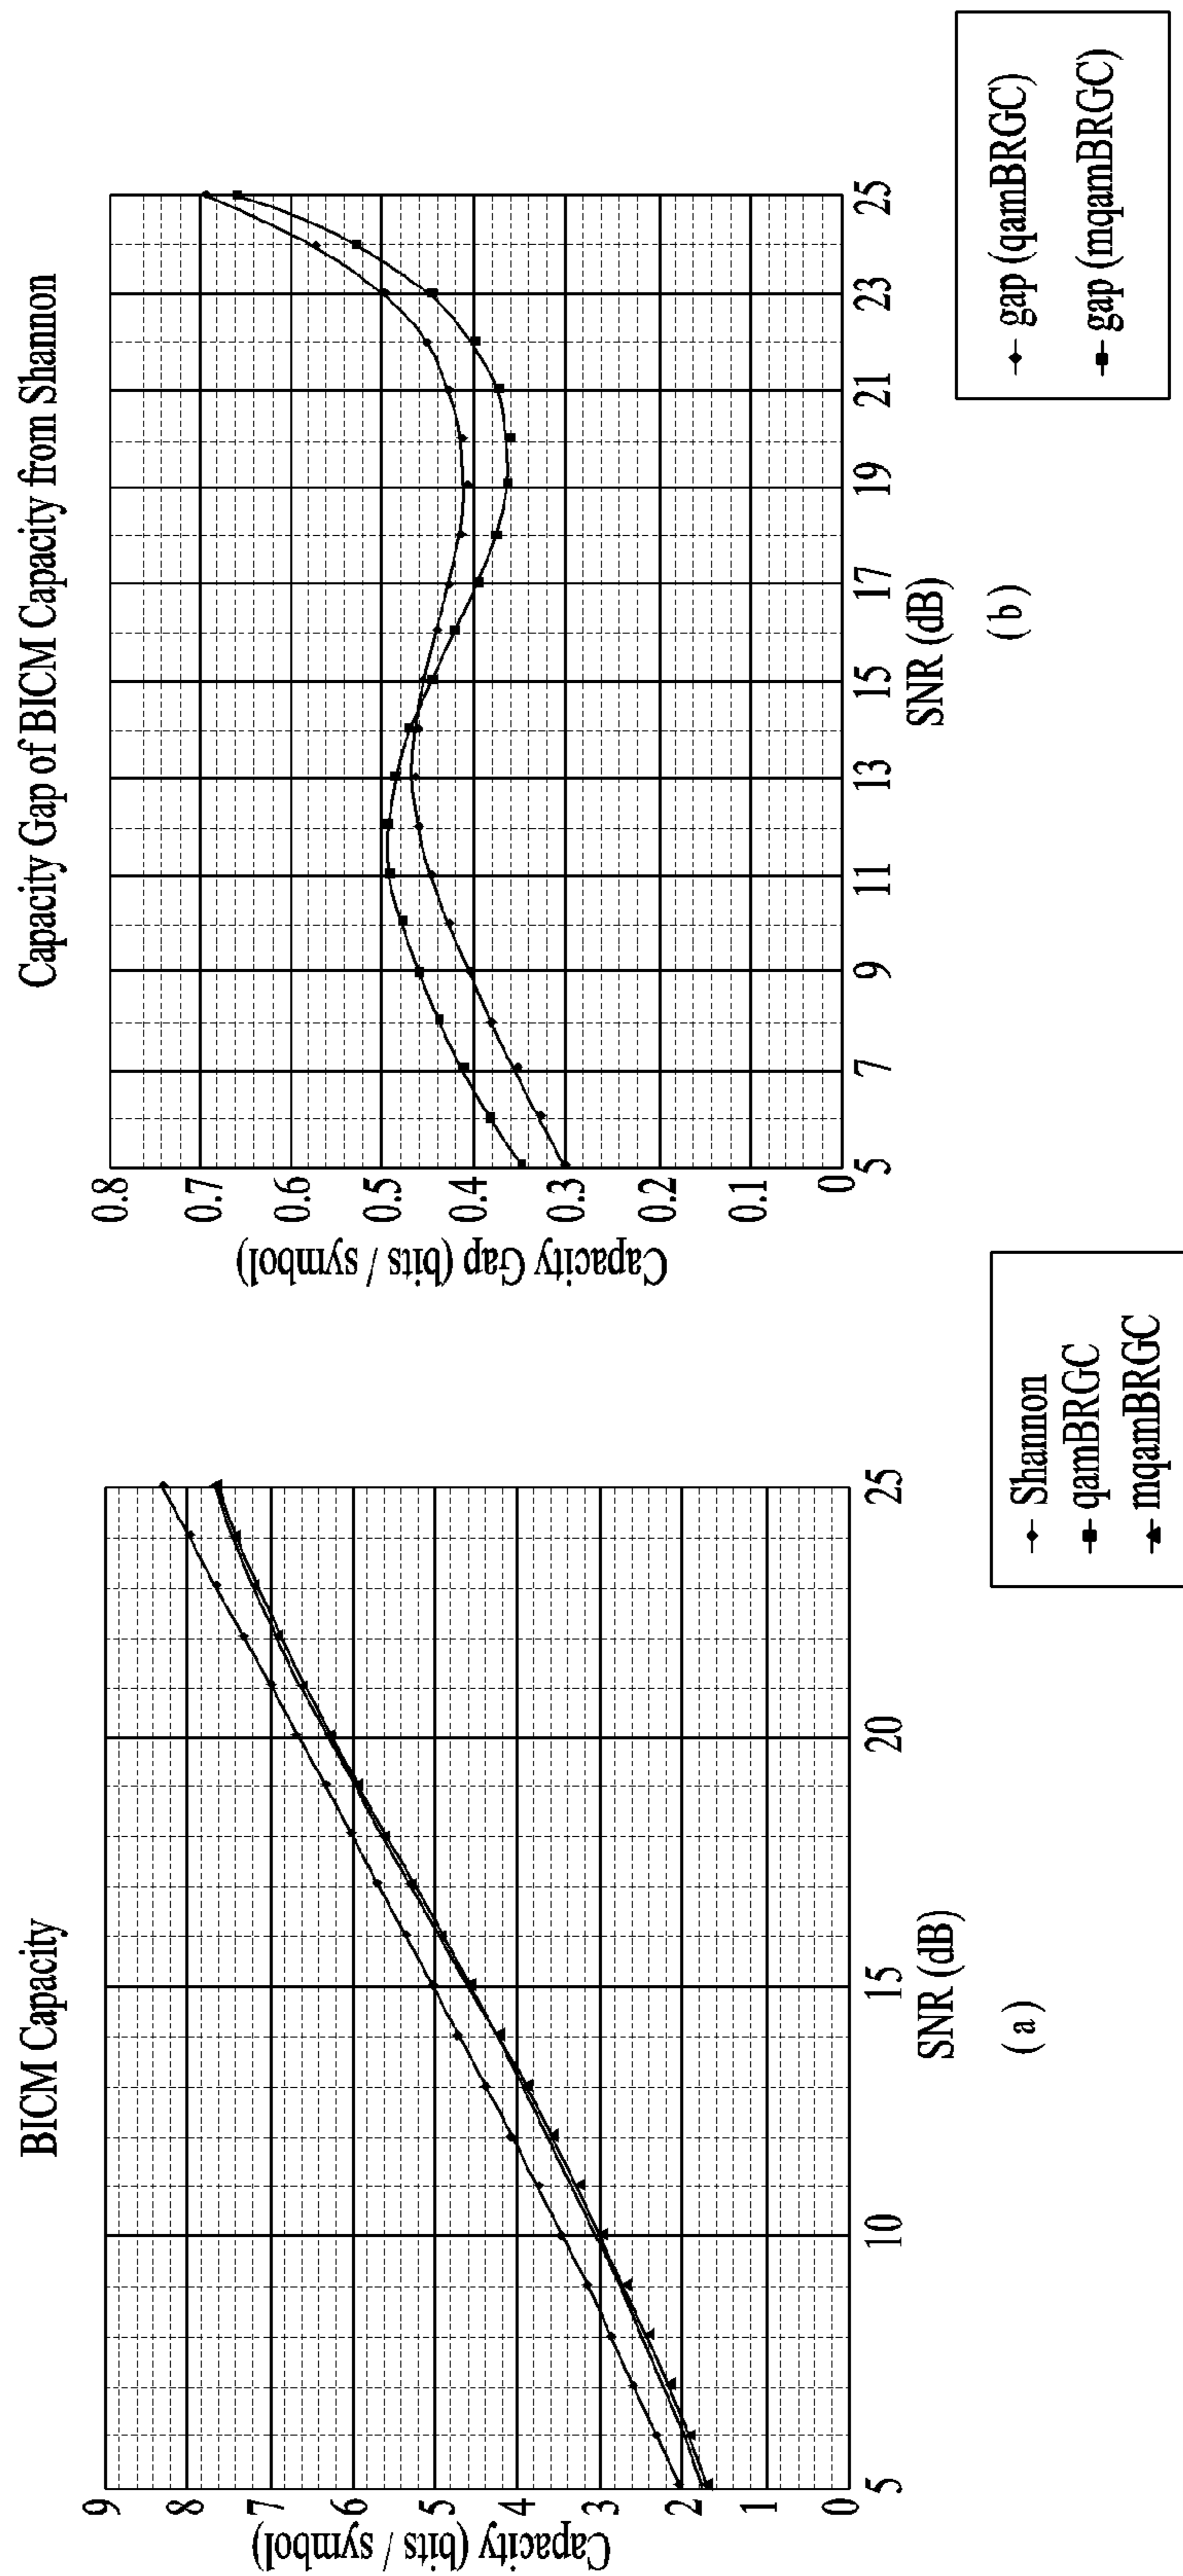 BICM Capacity
Capacity (bits / symbol)
9
8
7
6
5
4
3
2
1
0
5
10
15
20
25
SNR (dB)
( a )
Shannon
qamBRGC
mqamBRGC
Capacity Gap of BICM Capacity from Shannon
Capacity Gap (bits / symbol)
0.8
0.7
0.6
0.5
0.4
0.3
0.2
0.1
0
5
7
9
11
13
15
17
19
21
23
25
SNR (dB)
( b )
gap (qamBRGC)
gap (mqamBRGC)